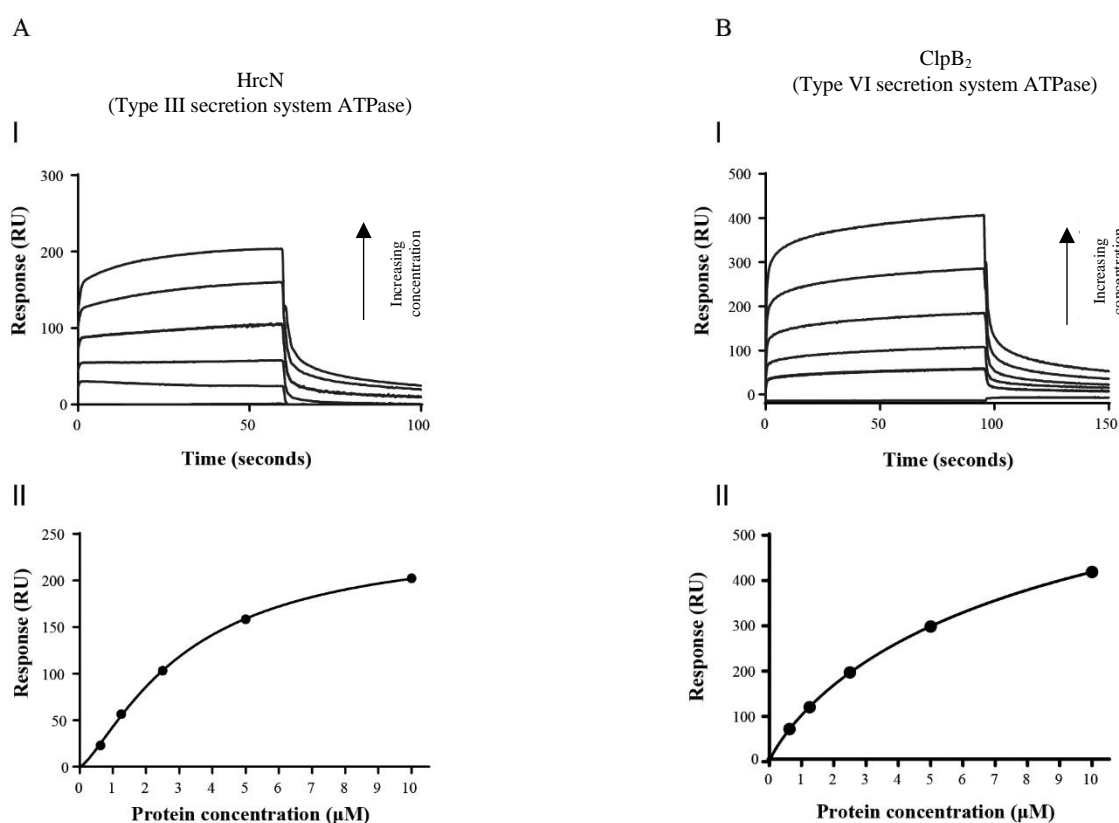 A
HrcN
(Type III secretion system ATPase)
I
Response (RU)
300
200
100
0
0
50
100
Time (seconds)
Increasing
concentration
II
Response (RU)
250
200
150
100
50
0
0 1 2 3 4 5 6 7 8 9 10
Protein concentration (µM)
B
ClpB₂
(Type VI secretion system ATPase)
I
Response (RU)
500
400
300
200
100
0
0
50
100
150
Time (seconds)
Increasing
concentration
II
Response (RU)
500
400
300
200
100
0
0 1 2 3 4 5 6 7 8 9 10
Protein concentration (µM)